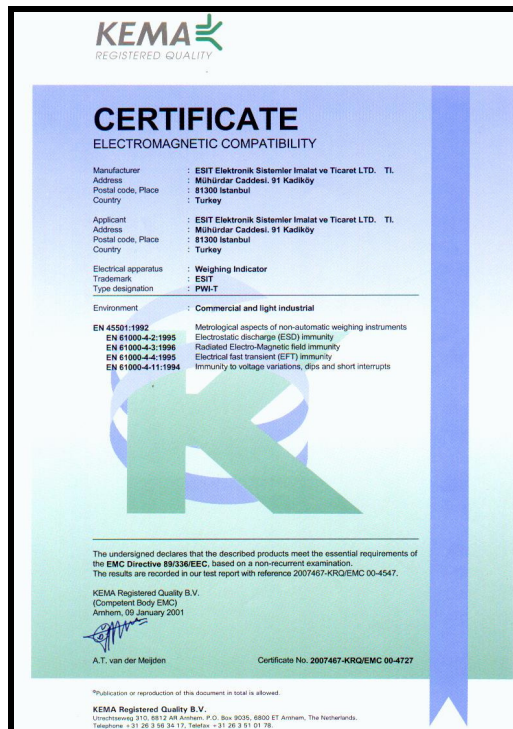 KEMA
REGISTERED QUALITY
CERTIFICATE
ELECTROMAGNETIC COMPATIBILITY
Manufacturer : ESIT Elektronik Sistemler Imalat ve Ticaret LTD. TI.
Address : Mühürdar Caddesi. 91 Kadiköy
Postal code, Place : 81300 Istanbul
Country : Turkey
Applicant : ESIT Elektronik Sistemler Imalat ve Ticaret LTD. TI.
Address : Mühürdar Caddesi. 91 Kadiköy
Postal code, Place : 81300 Istanbul
Country : Turkey
Electrical apparatus : Weighing Indicator
Trademark : ESIT
Type designation : PWI-T
Environment : Commercial and light industrial
EN 45501:1992 Metrological aspects of non-automatic weighing instruments
EN 61000-4-2:1995 Electrostatic discharge (ESD) immunity
EN 61000-4-3:1996 Radiated Electro-Magnetic field immunity
EN 61000-4-4:1995 Electrical fast transient (EFT) immunity
EN 61000-4-11:1994 Immunity to voltage variations, dips and short interrupts
The undersigned declares that the described products meet the essential requirements of
the EMC Directive 89/336/EEC, based on a non-recurrent examination.
The results are recorded in our test report with reference 2007467-KRQ/EMC 00-4547.
KEMA Registered Quality B.V.
(Competent Body EMC)
Arnhem, 09 January 2001
A.T. van der Meijden Certificate No. 2007467-KRQ/EMC 00-4727
©Publication or reproduction of this document in total is allowed.
KEMA Registered Quality B.V.
Utrechtseweg 310, 6812 AR Arnhem. P.O. Box 9035, 6800 ET Arnhem, The Netherlands.
Telephone +31 26 3 56 34 17, Telefax +31 26 3 51 01 78.